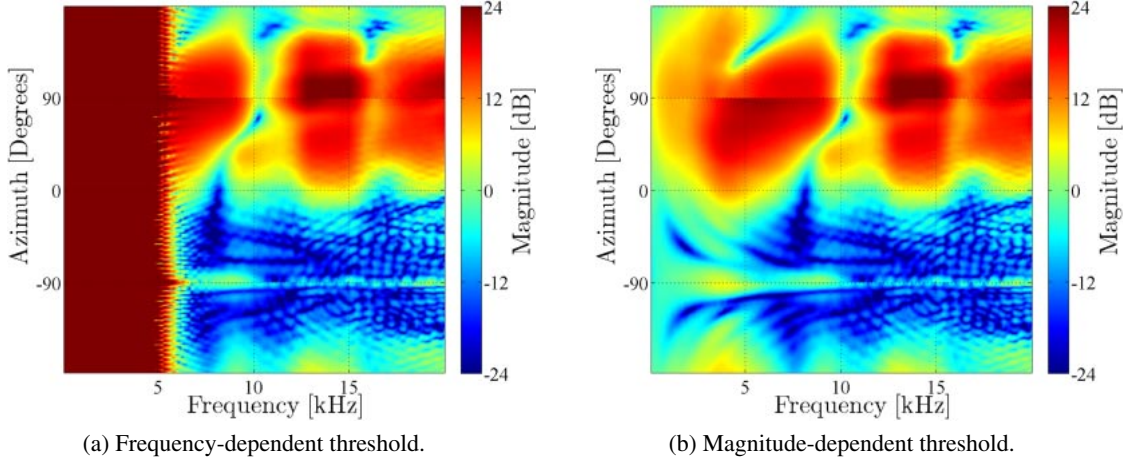 24
12
0
-12
-24
Magnitude [dB]
90
0
-90
Azimuth [Degrees]
5
10
15
Frequency [kHz]
(a) Frequency-dependent threshold.
24
12
0
-12
-24
Magnitude [dB]
90
0
-90
Azimuth [Degrees]
5
10
15
Frequency [kHz]
(b) Magnitude-dependent threshold.